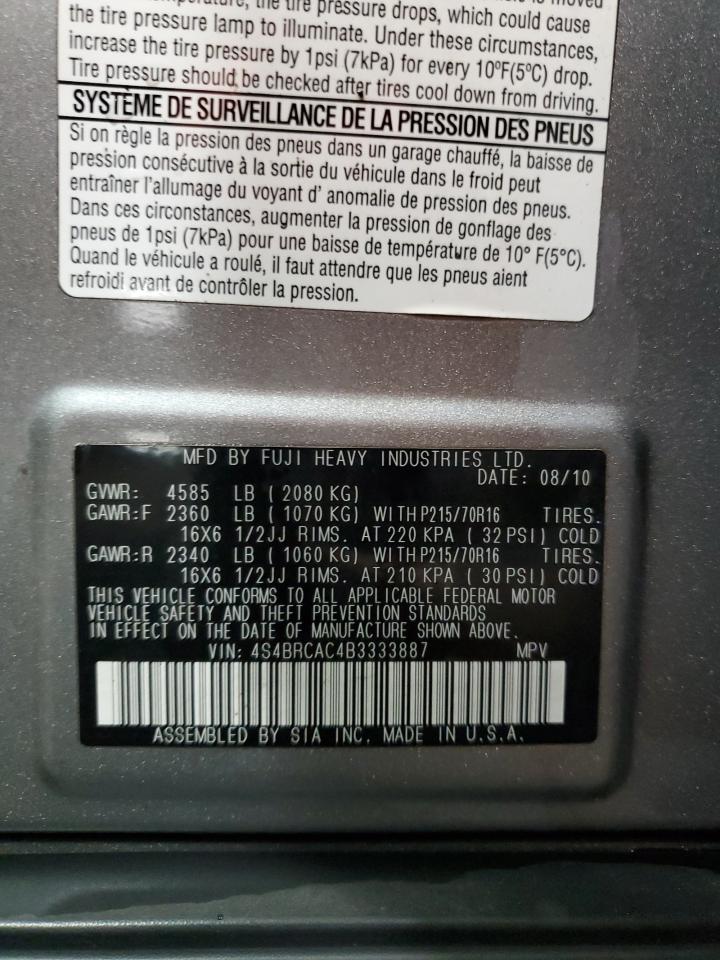 temperature, the tire pressure drops, which could cause
the tire pressure lamp to illuminate. Under these circumstances,
increase the tire pressure by 1psi (7kPa) for every 10ºF(5ºC) drop.
Tire pressure should be checked after tires cool down from driving.
SYSTÈME DE SURVEILLANCE DE LA PRESSION DES PNEUS
Si on règle la pression des pneus dans un garage chauffé, la baisse de
pression consécutive à la sortie du véhicule dans le froid peut
entraîner l'allumage du voyant d' anomalie de pression des pneus.
Dans ces circonstances, augmenter la pression de gonflage des
pneus de 1psi (7kPa) pour une baisse de température de 10° F(5°C).
Quand le véhicule a roulé, il faut attendre que les pneus aient
refroidi avant de contrôler la pression.
MFD BY FUJI HEAVY INDUSTRIES LTD.
DATE: 08/10
GVWR: 4585 LB ( 2080 KG)
GAWR:F 2360 LB ( 1070 KG) WITH P215/70R16 TIRES.
16X6 1/2JJ RIMS. AT 220 KPA ( 32 PSI) COLD
GAWR:R 2340 LB ( 1060 KG) WITH P215/70R16 TIRES.
16X6 1/2JJ RIMS. AT 210 KPA ( 30 PSI) COLD
THIS VEHICLE CONFORMS TO ALL APPLICABLE FEDERAL MOTOR
VEHICLE SAFETY AND THEFT PREVENTION STANDARDS
IN EFFECT ON THE DATE OF MANUFACTURE SHOWN ABOVE.
VIN: 4S4BRCAC4B3333887 MPV
ASSEMBLED BY SIA INC. MADE IN U.S.A.